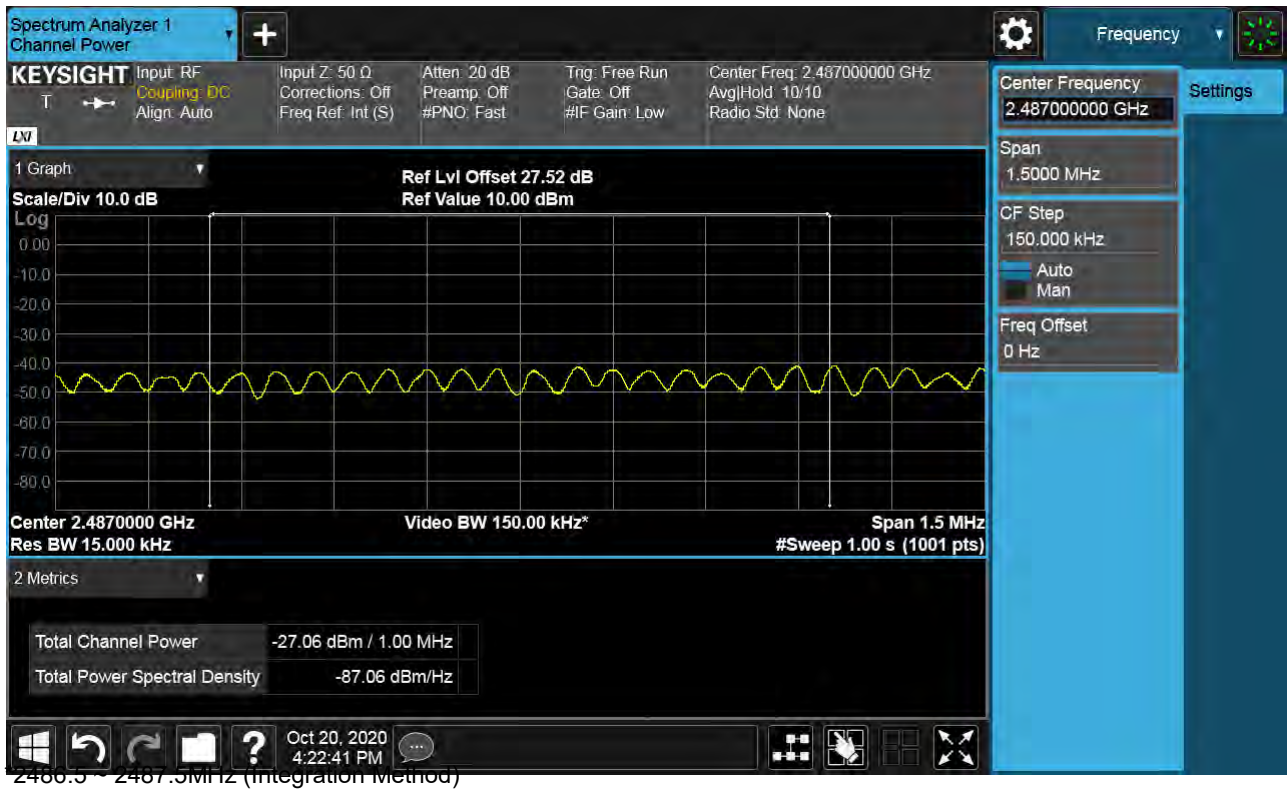 Spectrum Analyzer 1
Channel Power
Frequency
KEYSIGHT
T
LXI
Input: RF
Coupling: DC
Align: Auto
Input Z: 50 Ω
Corrections: Off
Freq Ref: Int (S)
Atten: 20 dB
Preamp: Off
#PNO: Fast
Trig: Free Run
Gate: Off
#IF Gain: Low
Center Freq: 2.487000000 GHz
Avg|Hold: 10/10
Radio Std: None
Center Frequency
2.487000000 GHz
Settings
Span
1.5000 MHz
CF Step
150.000 kHz
Auto
Man
Freq Offset
0 Hz
1 Graph
Scale/Div 10.0 dB
Ref Lvl Offset 27.52 dB
Ref Value 10.00 dBm
Log
0.00
-10.0
-20.0
-30.0
-40.0
-50.0
-60.0
-70.0
-80.0
Center 2.4870000 GHz
Res BW 15.000 kHz
Video BW 150.00 kHz*
Span 1.5 MHz
#Sweep 1.00 s (1001 pts)
2 Metrics
Total Channel Power -27.06 dBm / 1.00 MHz
Total Power Spectral Density -87.06 dBm/Hz
?
Oct 20, 2020
4:22:41 PM
*2486.5 ~ 2487.5MHz (Integration Method)